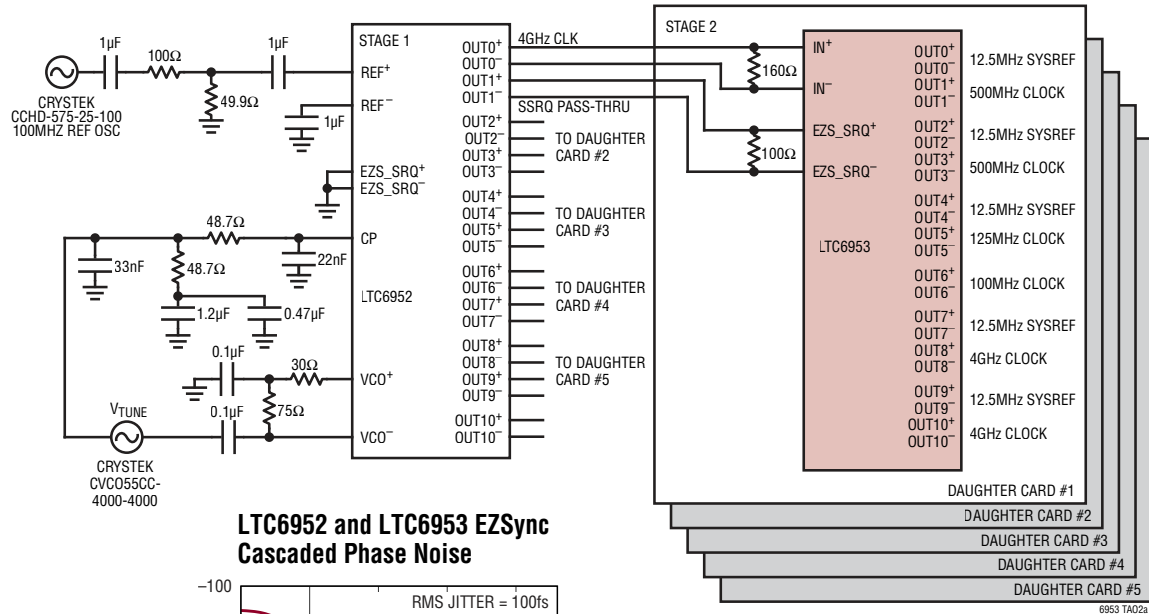 1µF
100Ω
1µF
49.9Ω
CRYSTEK
CCHD-575-25-100
100MHZ REF OSC
1µF
STAGE 1
REF+
REF–
EZS_SRQ+
EZS_SRQ–
CP
LTC6952
VCO+
VCO–
OUT0+
OUT0–
OUT1+
OUT1–
OUT2+
OUT2–
OUT3+
OUT3–
OUT4+
OUT4–
OUT5+
OUT5–
OUT6+
OUT6–
OUT7+
OUT7–
OUT8+
OUT8–
OUT9+
OUT9–
OUT10+
OUT10–
48.7Ω
33nF
48.7Ω
22nF
1.2µF
0.47µF
0.1µF
30Ω
75Ω
0.1µF
VTUNE
CRYSTEK
CVCO55CC-
4000-4000
4GHz CLK
SSRQ PASS-THRU
TO DAUGHTER
CARD #2
TO DAUGHTER
CARD #3
TO DAUGHTER
CARD #4
TO DAUGHTER
CARD #5
STAGE 2
160Ω
100Ω
IN+
IN–
EZS_SRQ+
EZS_SRQ–
LTC6953
OUT0+
OUT0–
OUT1+
OUT1–
OUT2+
OUT2–
OUT3+
OUT3–
OUT4+
OUT4–
OUT5+
OUT5–
OUT6+
OUT6–
OUT7+
OUT7–
OUT8+
OUT8–
OUT9+
OUT9–
OUT10+
OUT10–
12.5MHz SYSREF
500MHz CLOCK
12.5MHz SYSREF
500MHz CLOCK
12.5MHz SYSREF
125MHz CLOCK
100MHz CLOCK
12.5MHz SYSREF
4GHz CLOCK
12.5MHz SYSREF
4GHz CLOCK
DAUGHTER CARD #1
DAUGHTER CARD #2
DAUGHTER CARD #3
DAUGHTER CARD #4
DAUGHTER CARD #5
6953 TA02a
LTC6952 and LTC6953 EZSync
Cascaded Phase Noise
–100
RMS JITTER = 100fs